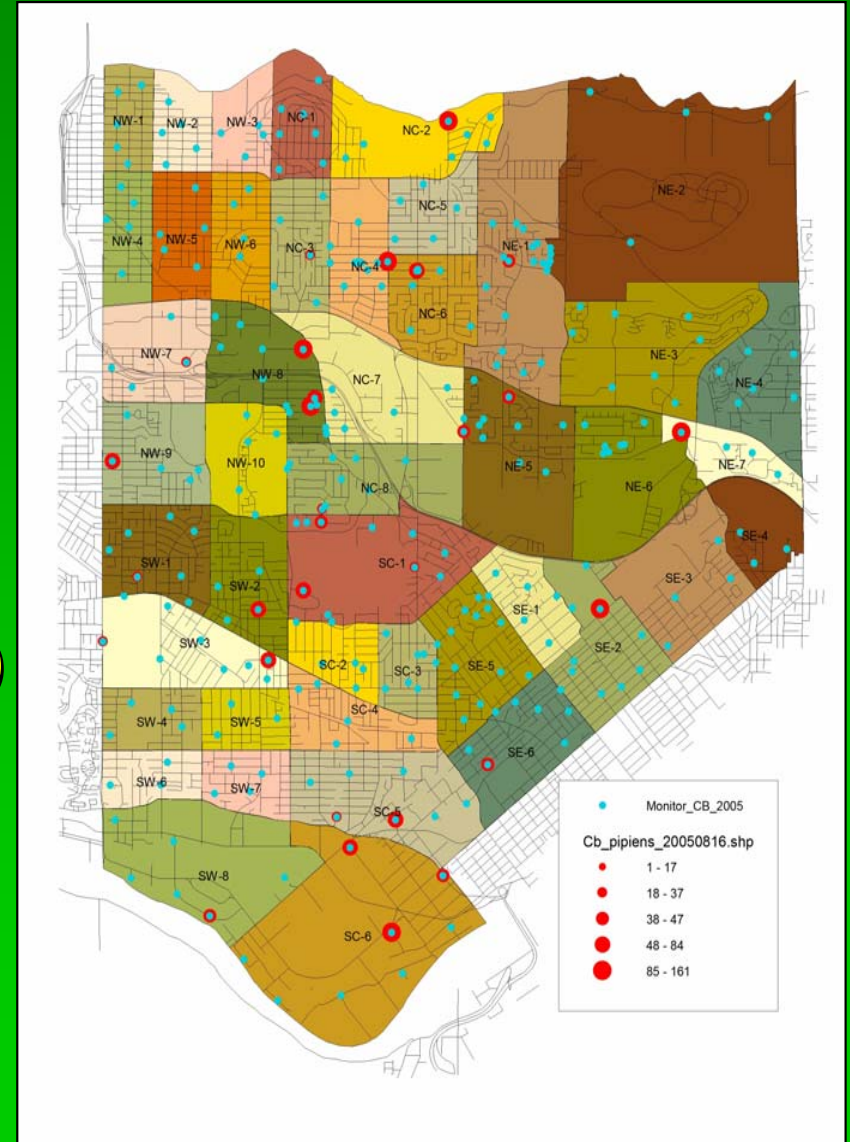 NW-1
NW-2
NW-3
NC-1
NC-2
NE-2
NW-4
NW-5
NW-6
NC-3
NC-4
NC-5
NE-1
NC-6
NW-7
NW-8
NC-7
NE-3
NE-4
NW-9
NW-10
NC-8
NE-5
NE-6
NE-7
SW-1
SW-2
SC-1
SE-1
SE-2
SE-3
SE-4
SW-3
SC-2
SC-3
SE-5
SW-4
SW-5
SC-4
SE-6
SW-6
SW-7
SC-5
SW-8
SC-6
Monitor_CB_2005
Cb_pipiens_20050816.shp
1 - 17
18 - 37
38 - 47
48 - 84
85 - 161
)